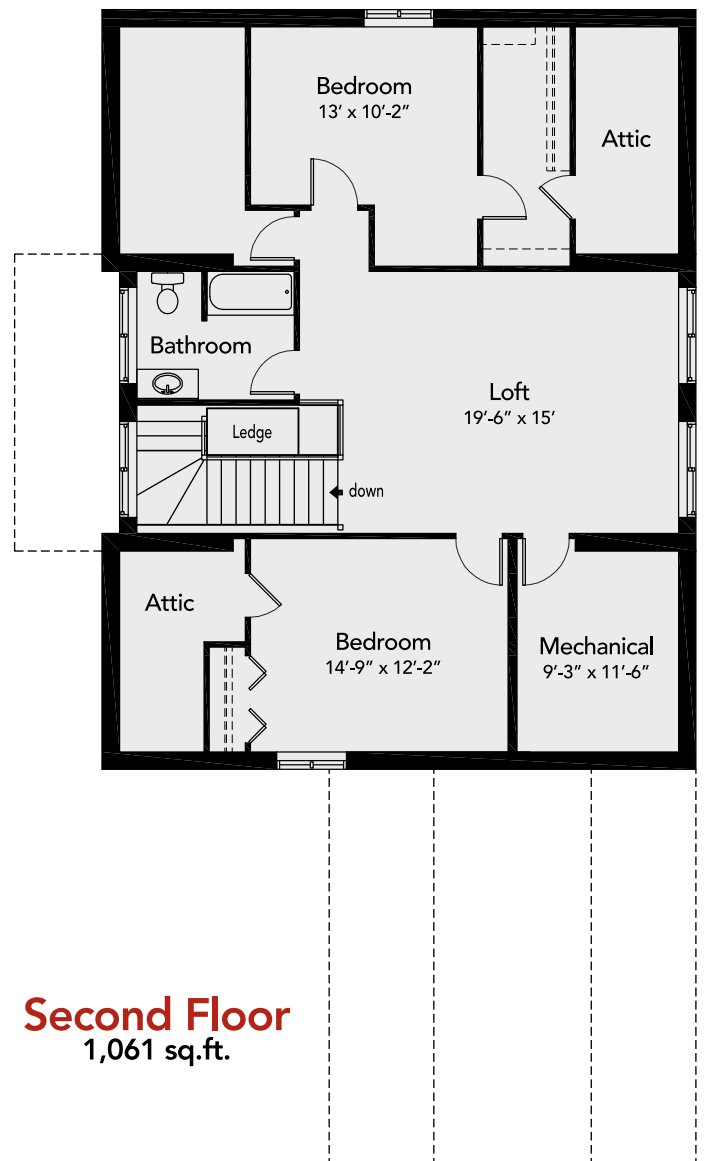 Bedroom
13’ x 10’-2”
Attic
Bathroom
Loft
19’-6” x 15’
Ledge
down
Attic
Bedroom
14’-9” x 12’-2”
Mechanical
9’-3” x 11’-6”
Second Floor
1,061 sq.ft.